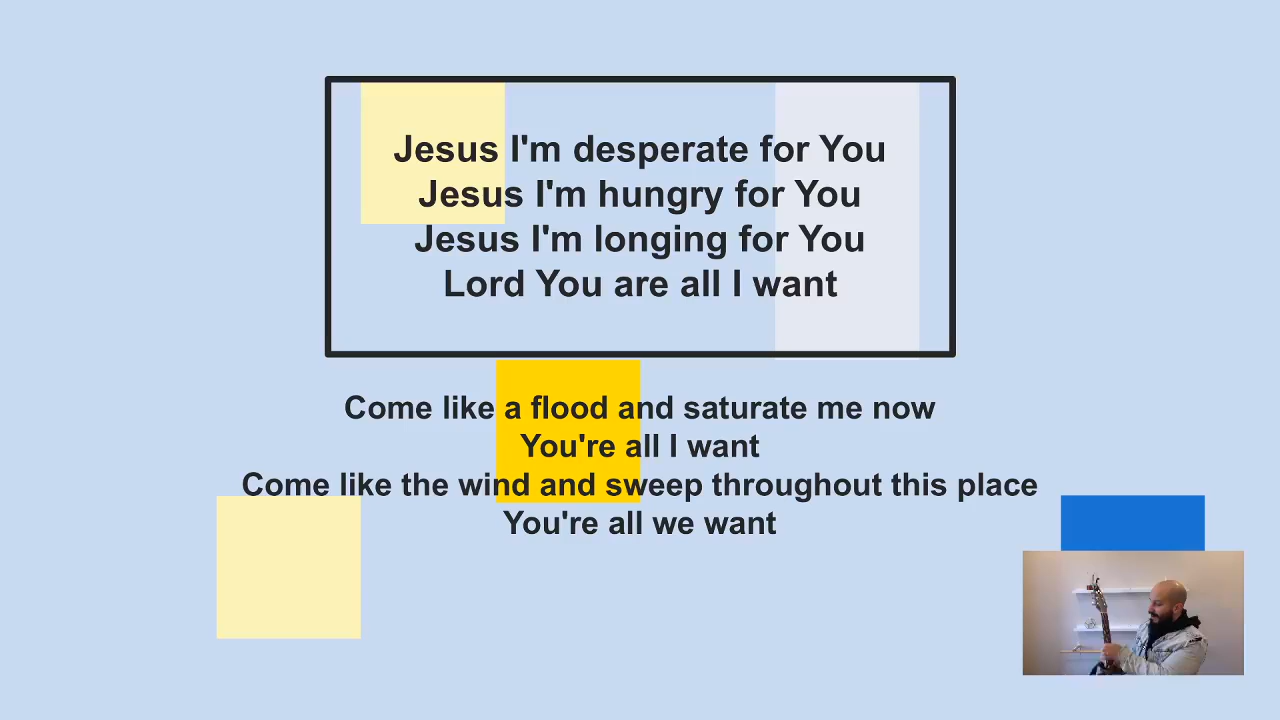 Jesus I'm desperate for You
Jesus I'm hungry for You
Jesus I'm longing for You
Lord You are all I want
Come like a flood and saturate me now
You're all I want
Come like the wind and sweep throughout this place
You're all we want